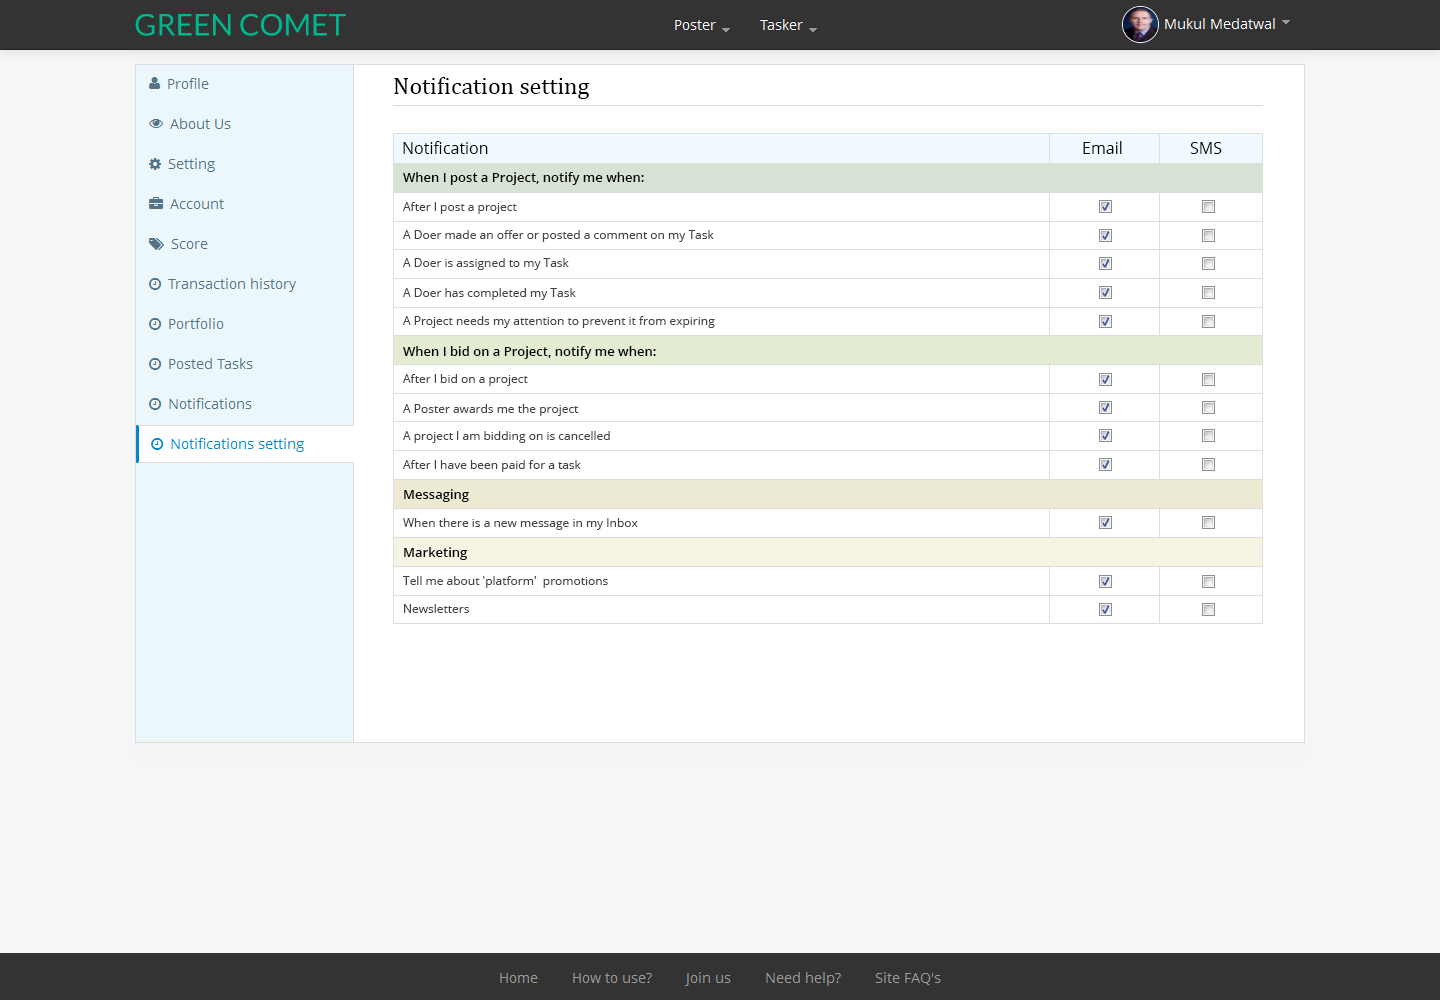 GREEN COMET
Poster
Tasker
Mukul Medatwal
Profile
About Us
Setting
Account
Score
Transaction history
Portfolio
Posted Tasks
Notifications
Notifications setting
Notification setting
Notification Email SMS
When I post a Project, notify me when:
After I post a project
A Doer made an offer or posted a comment on my Task
A Doer is assigned to my Task
A Doer has completed my Task
A Project needs my attention to prevent it from expiring
When I bid on a Project, notify me when:
After I bid on a project
A Poster awards me the project
A project I am bidding on is cancelled
After I have been paid for a task
Messaging
When there is a new message in my Inbox
Marketing
Tell me about 'platform'  promotions
Newsletters
Home How to use? Join us Need help? Site FAQ's